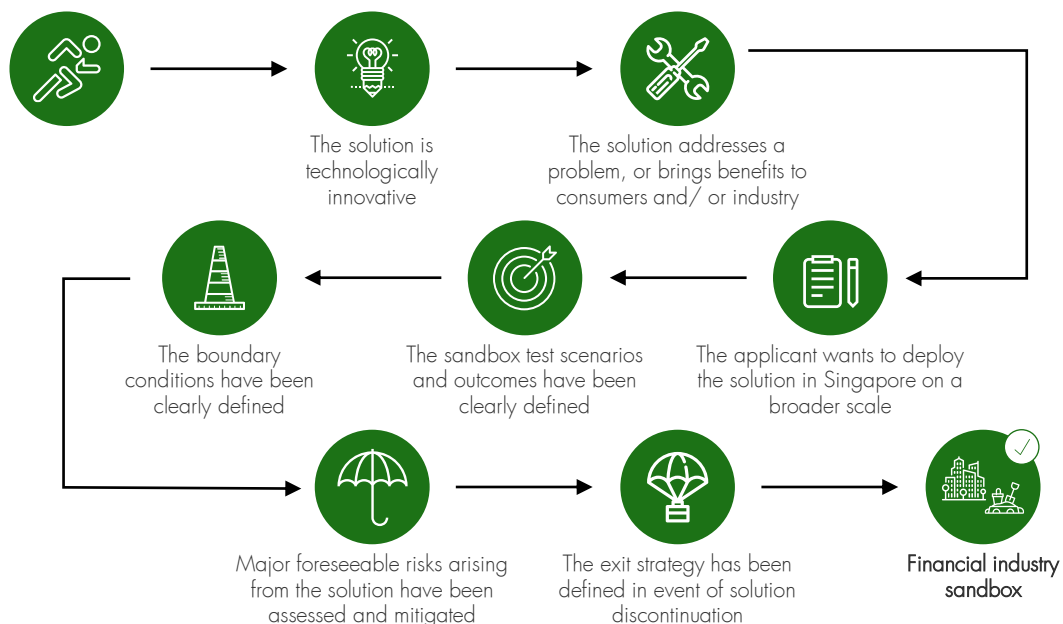 The solution is
technologically
innovative
The solution addresses a
problem, or brings benefits to
consumers and/ or industry
The applicant wants to deploy
the solution in Singapore on a
broader scale
The sandbox test scenarios
and outcomes have been
clearly defined
The boundary
conditions have been
clearly defined
Major foreseeable risks arising
from the solution have been
assessed and mitigated
The exit strategy has been
defined in event of solution
discontinuation
Financial industry
sandbox